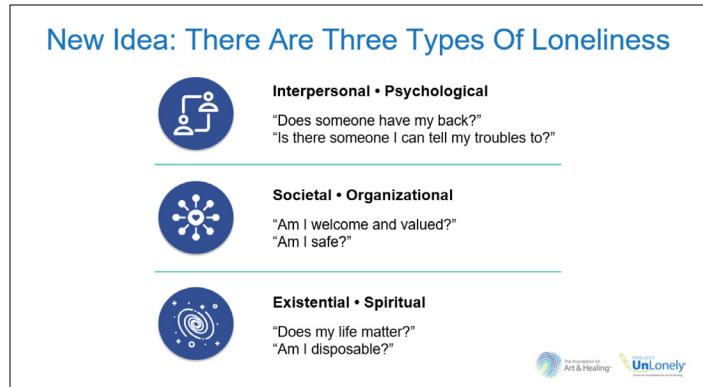 New Idea: There Are Three Types Of Loneliness
Interpersonal • Psychological
“Does someone have my back?”
“Is there someone I can tell my troubles to?”
Societal • Organizational
“Am I welcome and valued?”
“Am I safe?”
Existential • Spiritual
“Does my life matter?”
“Am I disposable?”
The Foundation for
Art & Healing
PROJECT
UnLonely